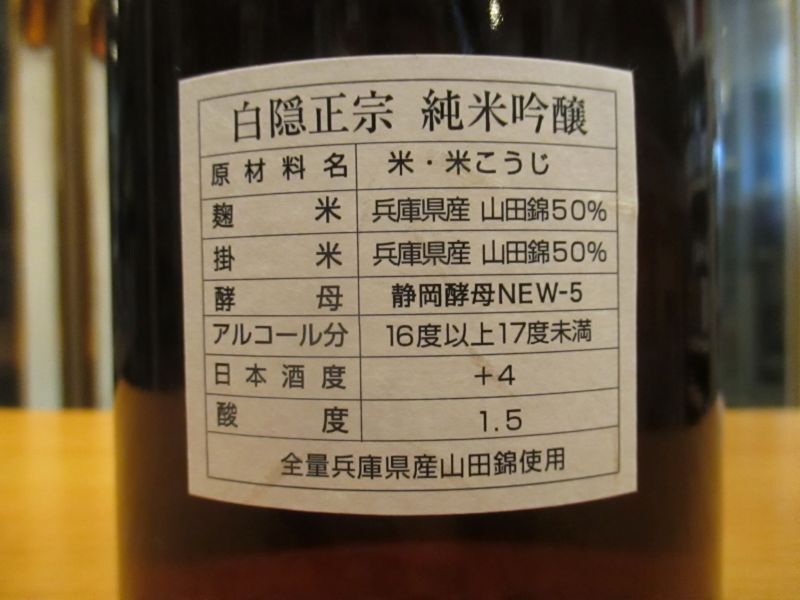 白隠正宗 純米吟醸
原材料名 米・米こうじ
麹米 兵庫県産 山田錦50%
掛米 兵庫県産 山田錦50%
酵母 静岡酵母NEW-5
アルコール分 16度以上17度未満
日本酒度 +4
酸度 1.5
全量兵庫県産山田錦使用